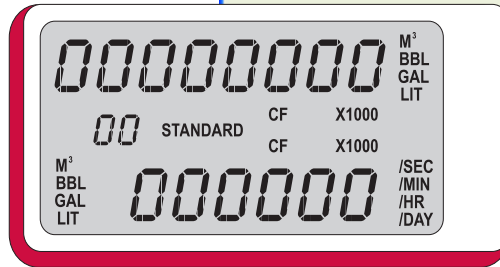 00000000 M³
BBL
GAL
LIT
CF X1000
00 STANDARD
CF X1000
M³
BBL
GAL
LIT
000000
/SEC
/MIN
/HR
/DAY